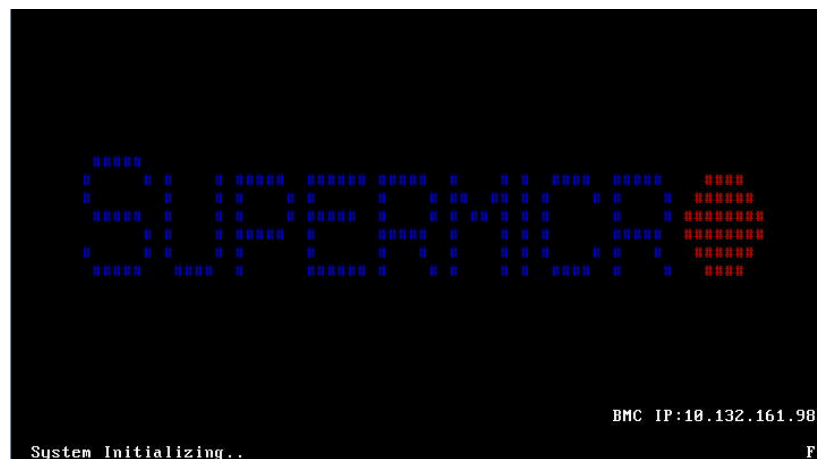 SUPERMICRO
BMC IP:10.132.161.98
System Initializing..
F